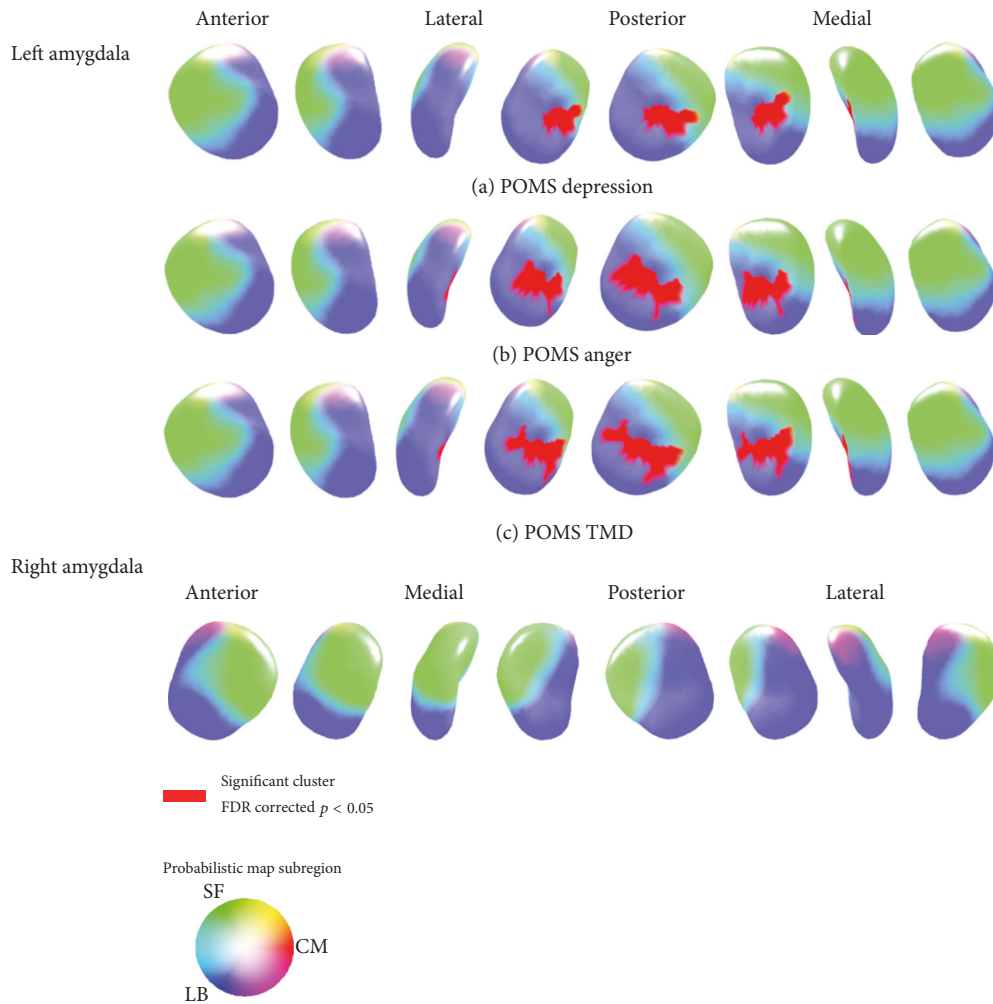 Anterior Lateral Posterior Medial
Left amygdala
(a) POMS depression
(b) POMS anger
(c) POMS TMD
Right amygdala
Anterior Medial Posterior Lateral
Significant cluster
FDR corrected p < 0.05
Probabilistic map subregion
SF
CM
LB